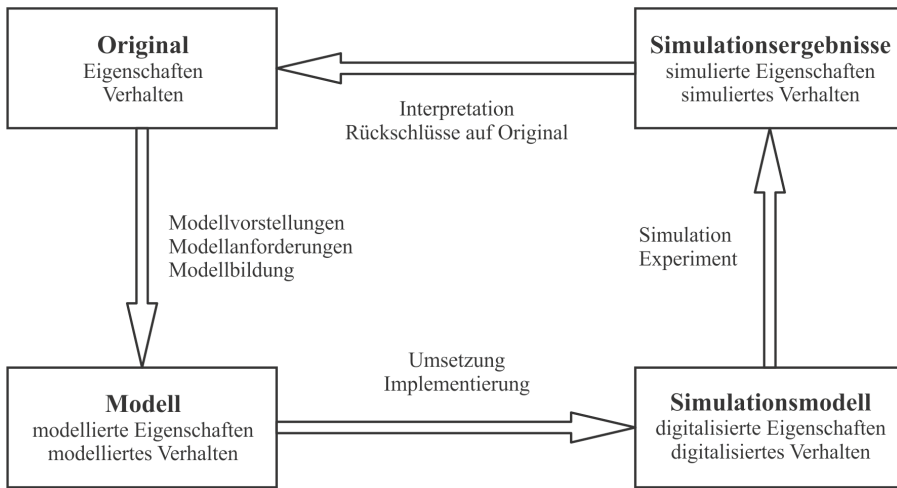 Original
Eigenschaften
Verhalten
Simulationsergebnisse
simulierte Eigenschaften
simuliertes Verhalten
Interpretation
Rückschlüsse auf Original
Modellvorstellungen
Modellanforderungen
Modellbildung
Simulation
Experiment
Umsetzung
Implementierung
Modell
modellierte Eigenschaften
modelliertes Verhalten
Simulationsmodell
digitalisierte Eigenschaften
digitalisiertes Verhalten